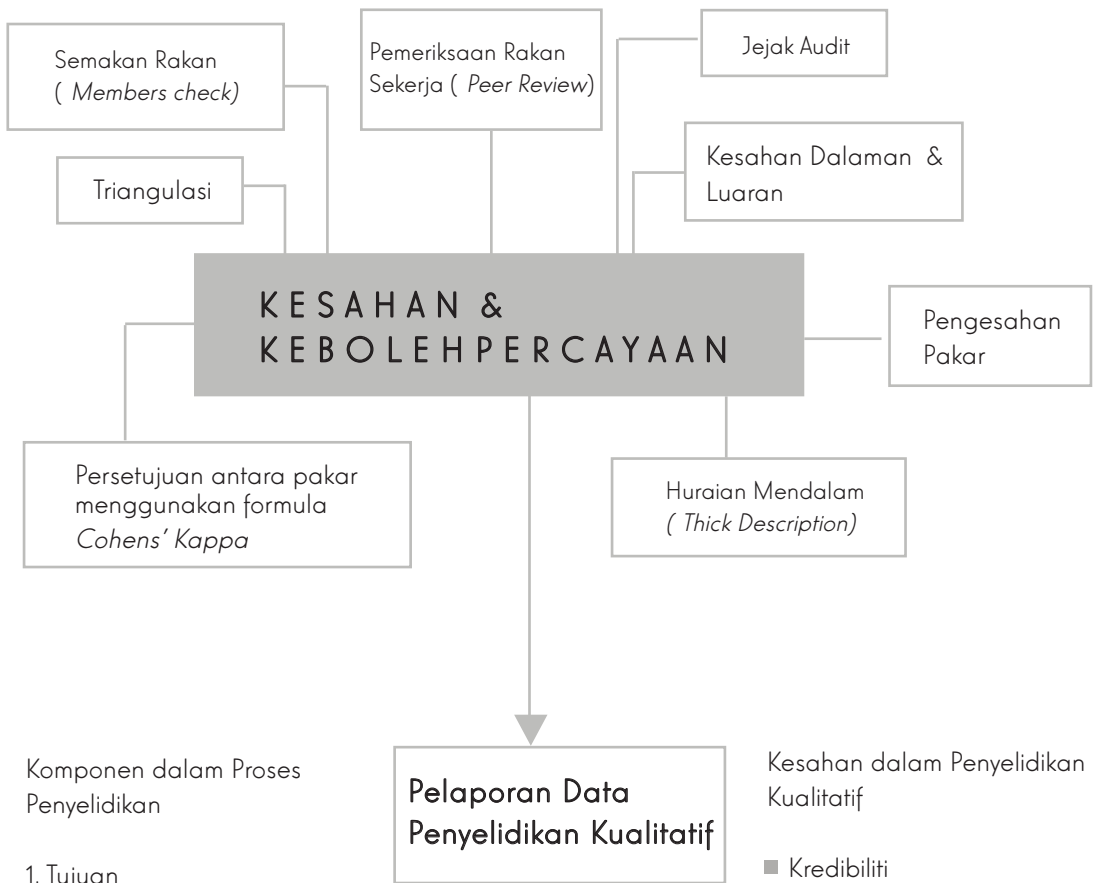 Semakan Rakan
( Members check)
Pemeriksaan Rakan
Sekerja ( Peer Review)
Jejak Audit
Triangulasi
Kesahan Dalaman &
Luaran
KESAHAN &
KEBOLEHPERCAYAAN
Pengesahan
Pakar
Persetujuan antara pakar
menggunakan formula
Cohens' Kappa
Huraian Mendalam
( Thick Description)
Komponen dalam Proses
Penyelidikan
1. Tujuan
Pelaporan Data
Penyelidikan Kualitatif
Kesahan dalam Penyelidikan
Kualitatif
Kredibiliti